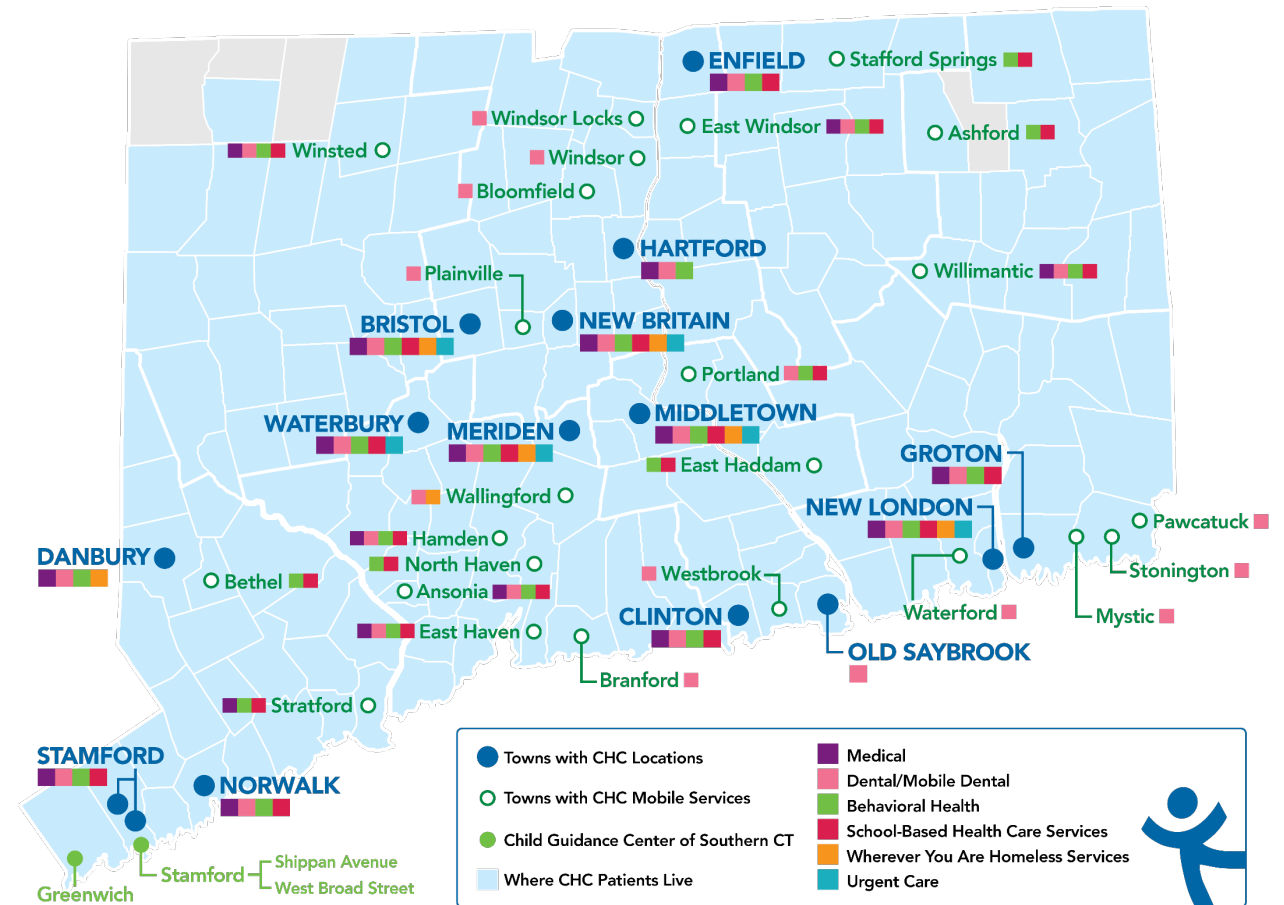 ENFIELD
Stafford Springs
Windsor Locks
East Windsor
Ashford
Winsted
Windsor
Bloomfield
HARTFORD
Plainville
Willimantic
BRISTOL
NEW BRITAIN
Portland
WATERBURY
MERIDEN
MIDDLETOWN
GROTON
East Haddam
Wallingford
NEW LONDON
Pawcatuck
Hamden
DANBURY
North Haven
Bethel
Ansonia
Westbrook
Stonington
Waterford
Mystic
East Haven
CLINTON
OLD SAYBROOK
Branford
Stratford
STAMFORD
NORWALK
Greenwich
Stamford
Shippan Avenue
West Broad Street
Towns with CHC Locations
Towns with CHC Mobile Services
Child Guidance Center of Southern CT
Where CHC Patients Live
Medical
Dental/Mobile Dental
Behavioral Health
School-Based Health Care Services
Wherever You Are Homeless Services
Urgent Care